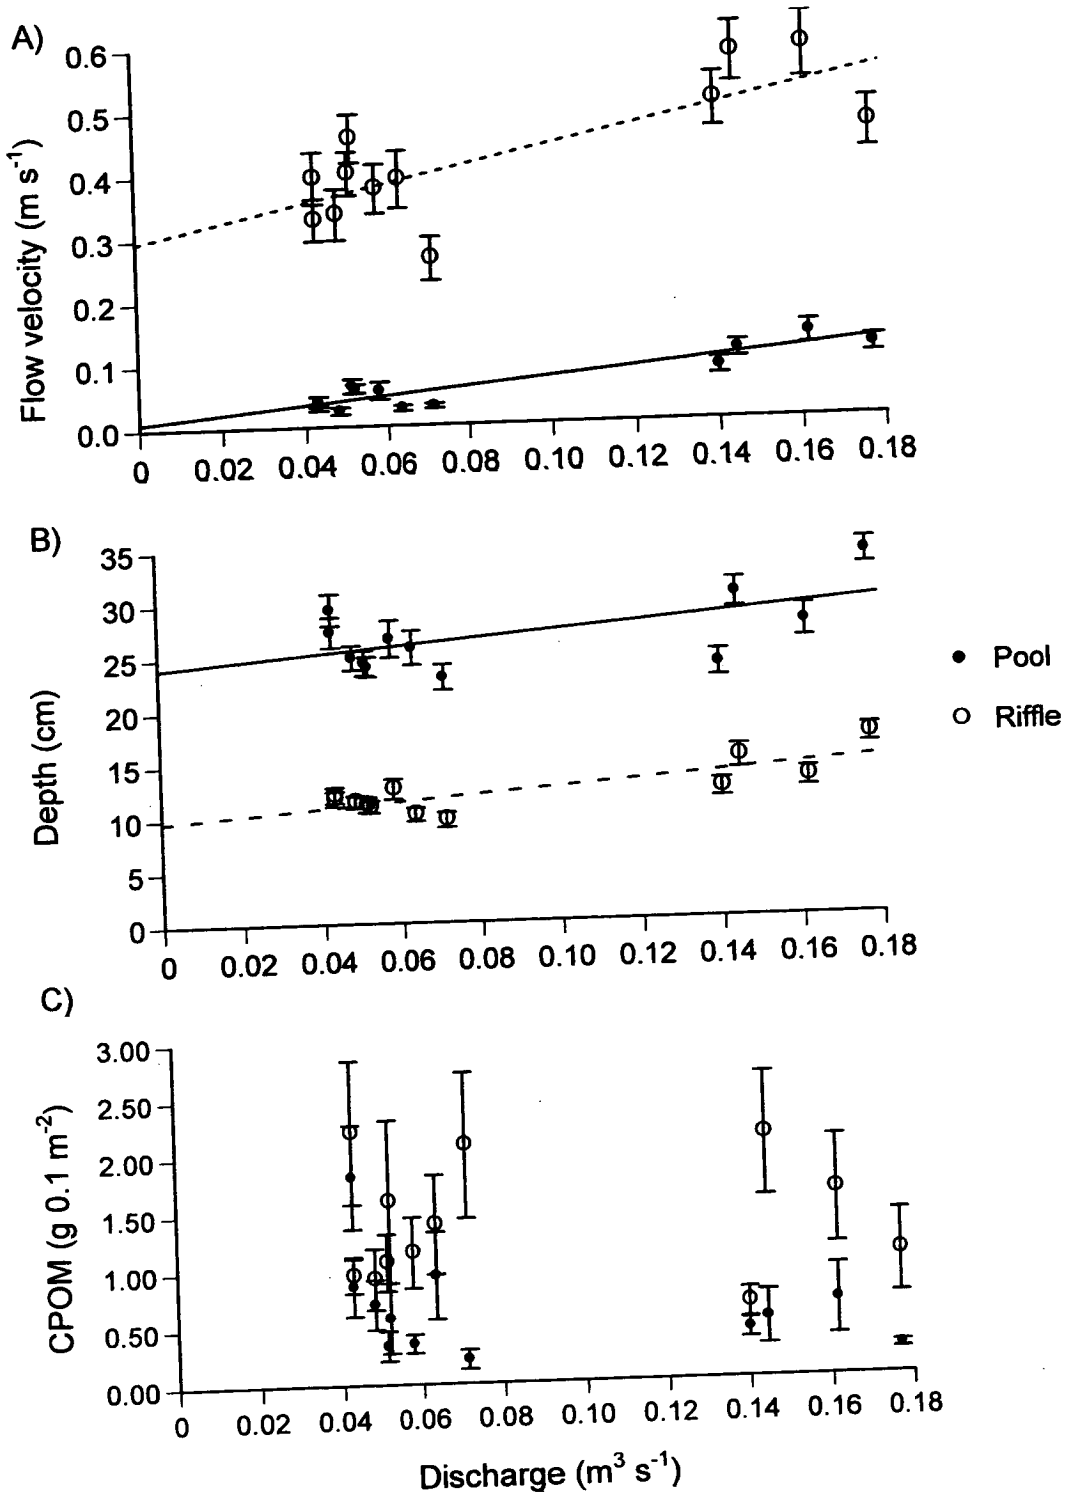 A)
Flow velocity (m s⁻¹)
0.6
0.5
0.4
0.3
0.2
0.1
0.0
0 0.02 0.04 0.06 0.08 0.10 0.12 0.14 0.16 0.18
B)
Depth (cm)
35
30
25
20
15
10
5
0
0 0.02 0.04 0.06 0.08 0.10 0.12 0.14 0.16 0.18
Pool
Riffle
C)
CPOM (g 0.1 m⁻²)
3.00
2.50
2.00
1.50
1.00
0.50
0.00
0 0.02 0.04 0.06 0.08 0.10 0.12 0.14 0.16 0.18
Discharge (m³ s⁻¹)